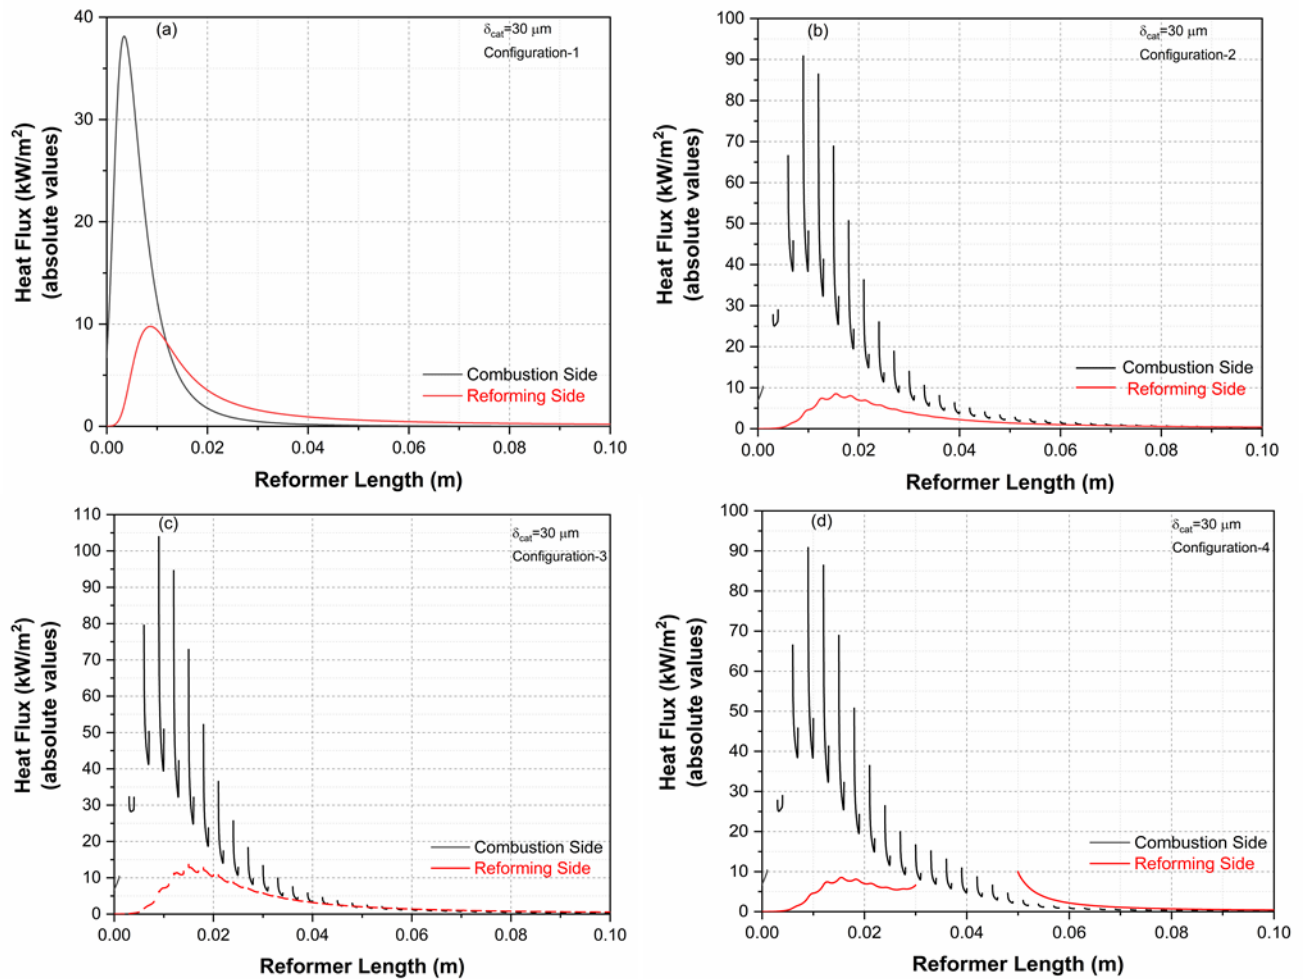 (a)
δcat=30 μm
Configuration-1
40
30
20
10
0
Heat Flux (kW/m²)
(absolute values)
Combustion Side
Reforming Side
0.00 0.02 0.04 0.06 0.08 0.10
Reformer Length (m)
(b)
δcat=30 μm
Configuration-2
100
90
80
70
60
50
40
30
20
10
0
Heat Flux (kW/m²)
(absolute values)
Combustion Side
Reforming Side
0.00 0.02 0.04 0.06 0.08 0.10
Reformer Length (m)
(c)
δcat=30 μm
Configuration-3
110
100
90
80
70
60
50
40
30
20
10
0
Heat Flux (kW/m²)
(absolute values)
Combustion Side
Reforming Side
0.00 0.02 0.04 0.06 0.08 0.10
Reformer Length (m)
(d)
δcat=30 μm
Configuration-4
100
90
80
70
60
50
40
30
20
10
0
Heat Flux (kW/m²)
(absolute values)
Combustion Side
Reforming Side
0.00 0.02 0.04 0.06 0.08 0.10
Reformer Length (m)